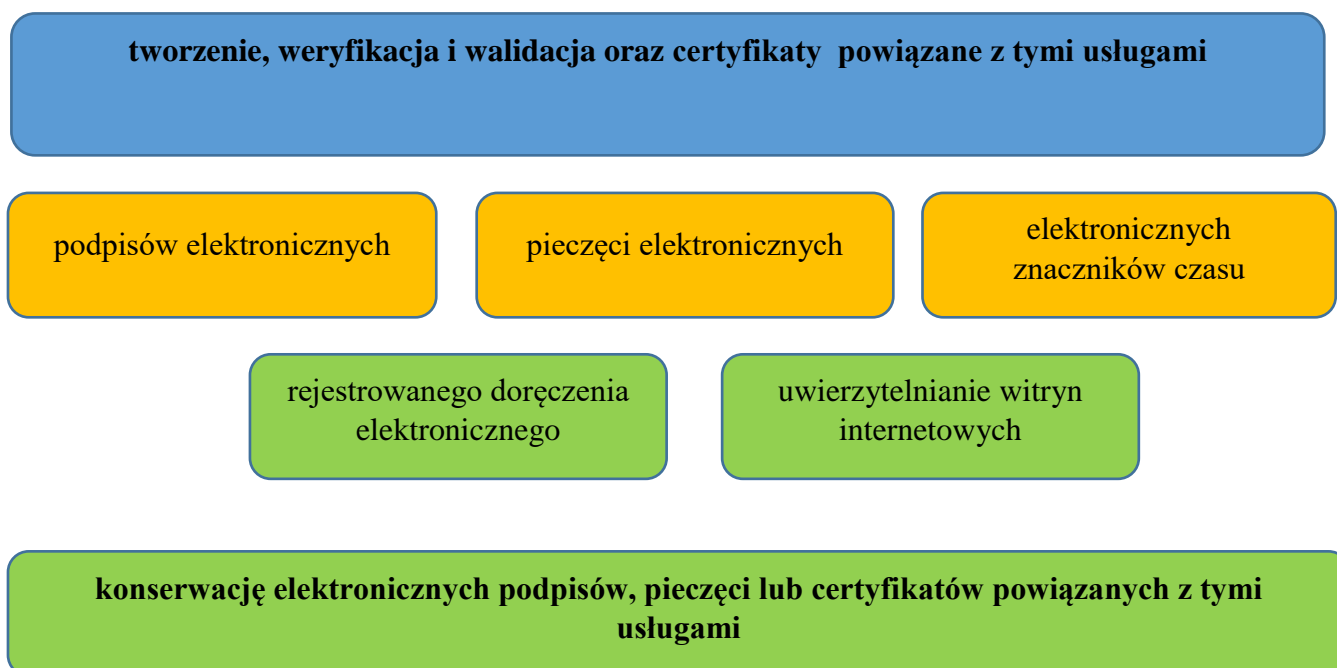 tworzenie, weryfikacja i walidacja oraz certyfikaty powiązane z tymi usługami
podpisów elektronicznych
pieczęci elektronicznych
elektronicznych
znaczników czasu
rejestrowanego doręczenia
elektronicznego
uwierzytelnianie witryn
internetowych
konserwację elektronicznych podpisów, pieczęci lub certyfikatów powiązanych z tymi
usługami